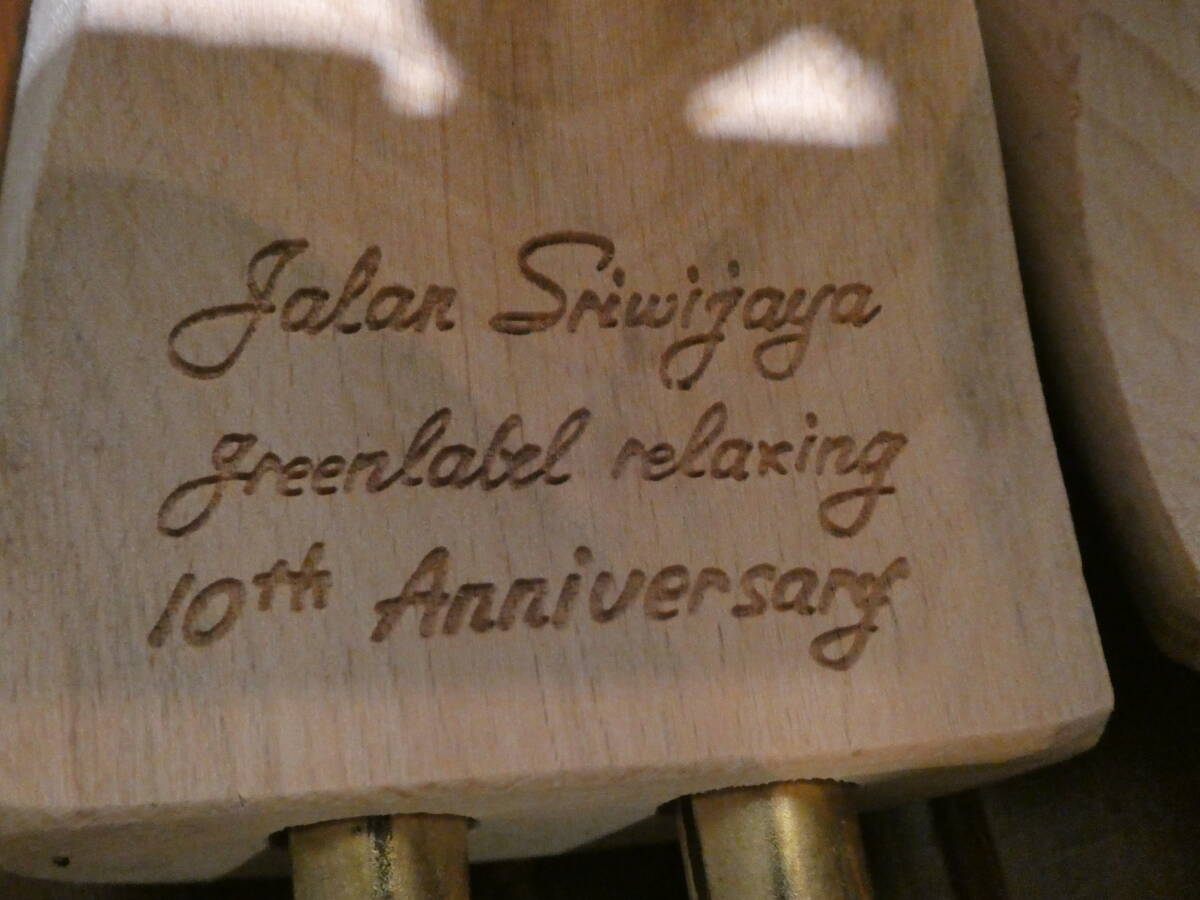 Jalan Sriwijaya
greenlabel relaxing
10th Anniversary